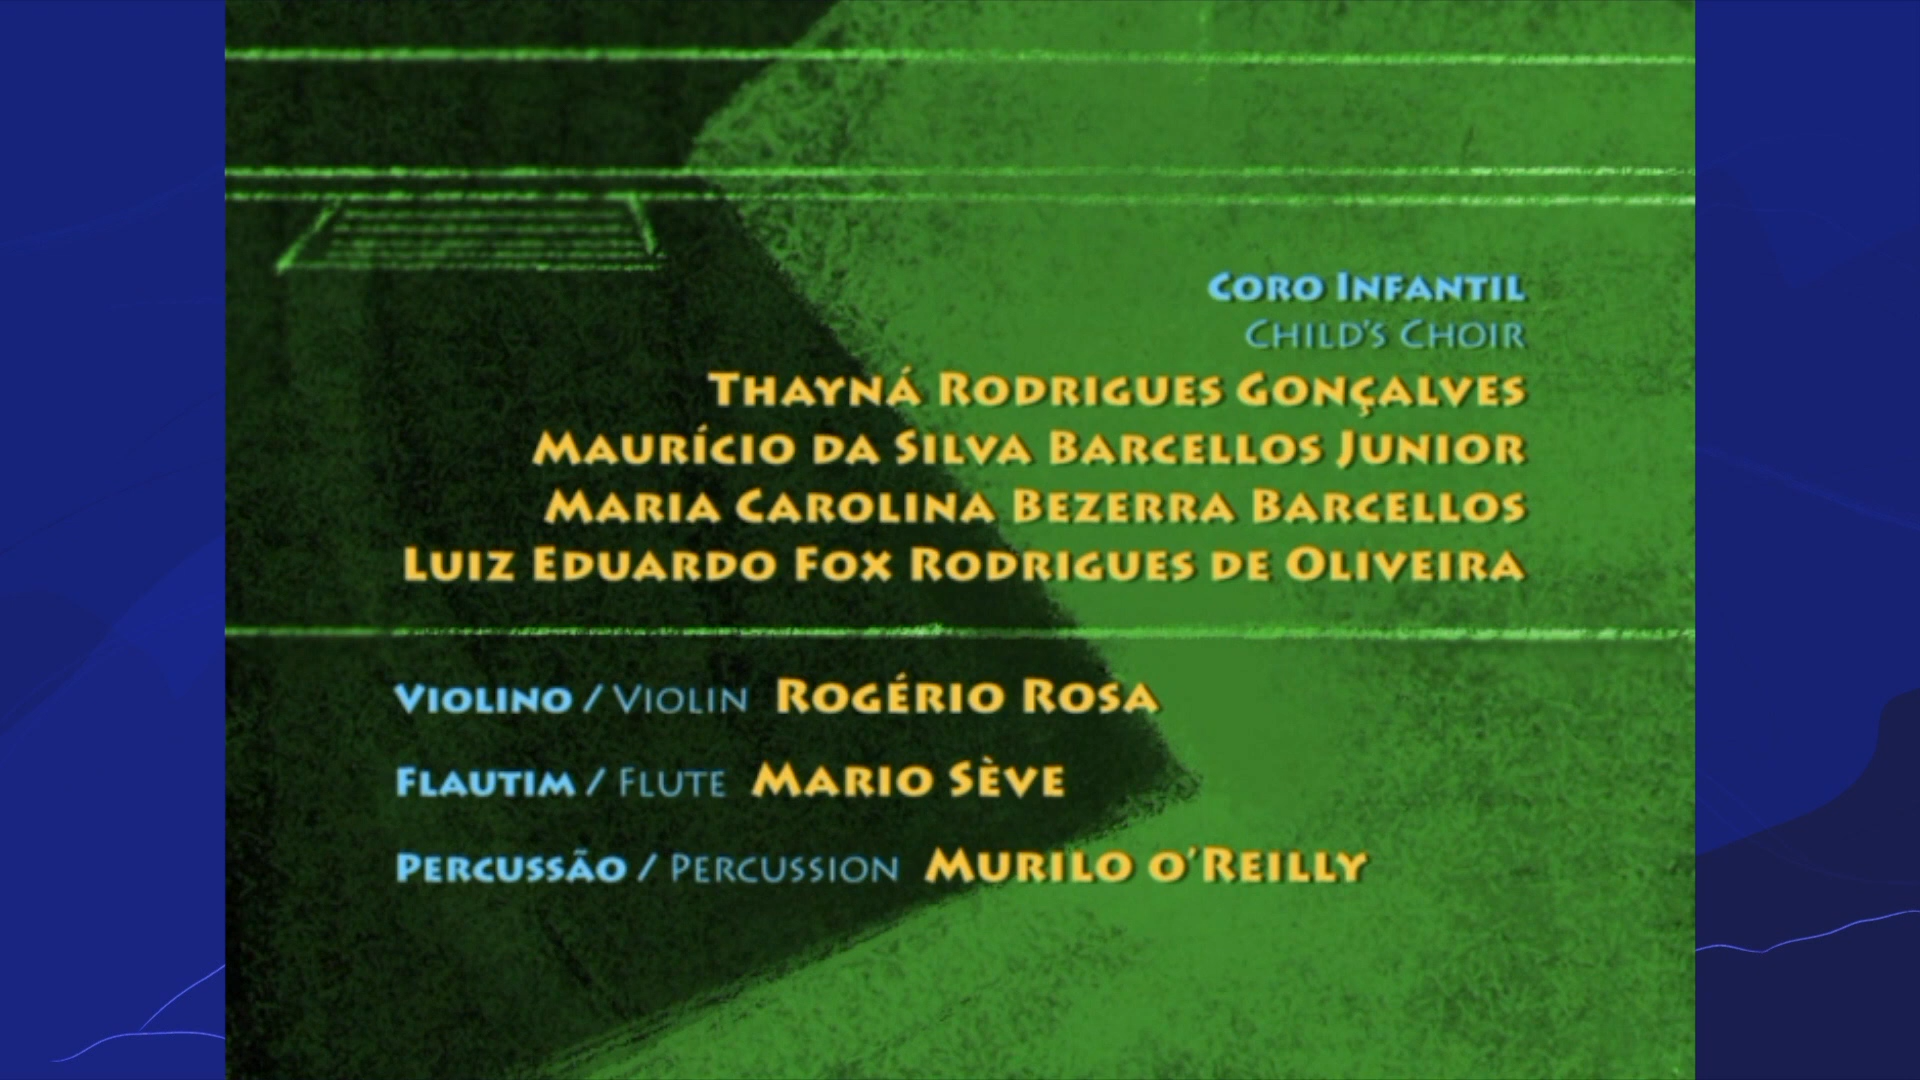 Coro Infantil
Child's Choir
Thayná Rodrigues Gonçalves
Maurício da Silva Barcellos Junior
Maria Carolina Bezerra Barcellos
Luiz Eduardo Fox Rodrigues de Oliveira
Violino / Violin Rogério Rosa
Flautim / Flute Mario Sève
Percussão / Percussion Murilo o'Reilly